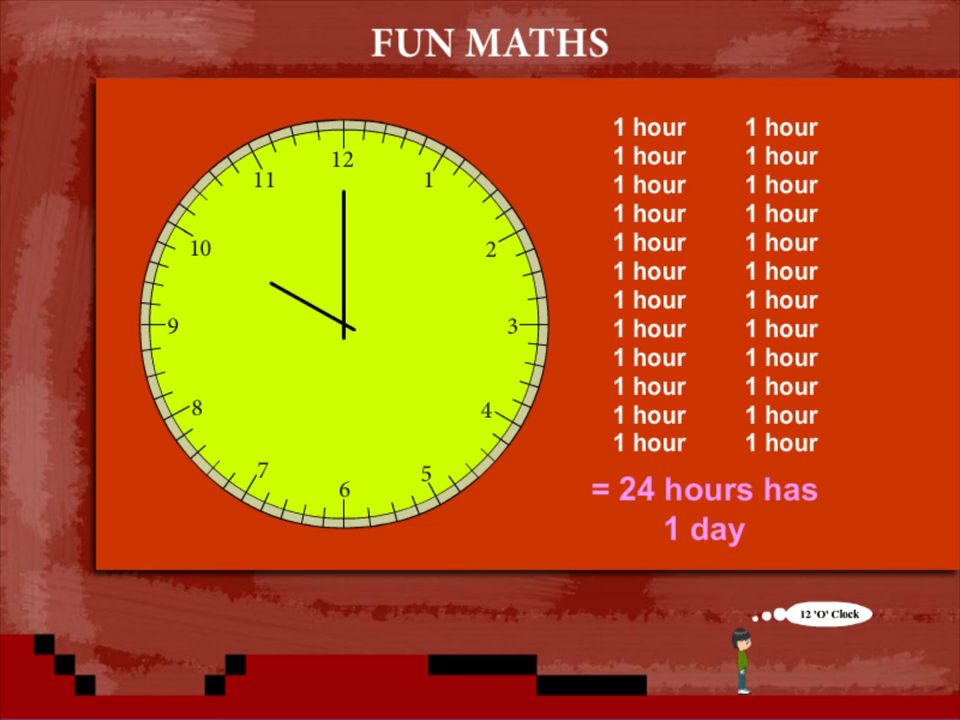 FUN MATHS
12
11
1
10
2
9
3
8
4
7
5
6
1 hour 1 hour
1 hour 1 hour
1 hour 1 hour
1 hour 1 hour
1 hour 1 hour
1 hour 1 hour
1 hour 1 hour
1 hour 1 hour
1 hour 1 hour
1 hour 1 hour
1 hour 1 hour
1 hour 1 hour
= 24 hours has
1 day
12 'O' Clock